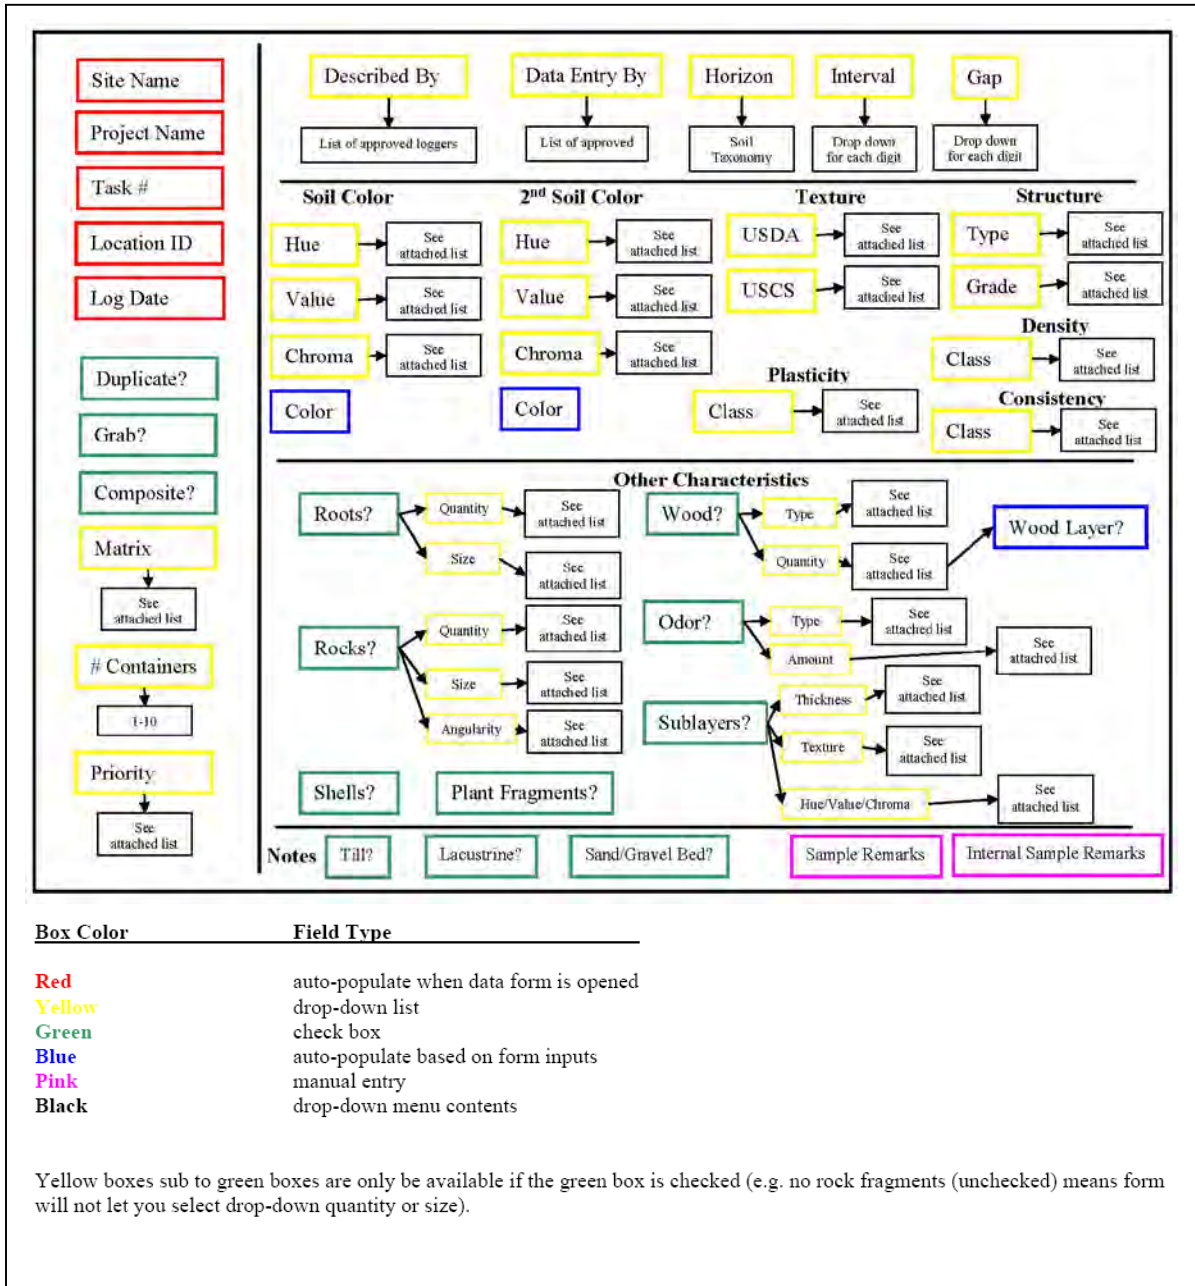 Site Name
Project Name
Task #
Location ID
Log Date
Duplicate?
Grab?
Composite?
Matrix
See
attached list
# Containers
1-10
Priority
See
attached list
Described By
Data Entry By
Horizon
Interval
Gap
List of approved loggers
List of approved
Soil
Taxonomy
Drop down
for each digit
Drop down
for each digit
Soil Color
2nd Soil Color
Texture
Structure
Hue
See
attached list
Hue
See
attached list
USDA
See
attached list
Type
See
attached list
Value
See
attached list
Value
See
attached list
USCS
See
attached list
Grade
See
attached list
Chroma
See
attached list
Chroma
See
attached list
Density
Class
See
attached list
Color
Color
Plasticity
Class
See
attached list
Consistency
Class
See
attached list
Other Characteristics
Roots?
Quantity
See
attached list
Size
See
attached list
Wood?
Type
See
attached list
Quantity
See
attached list
Wood Layer?
Rocks?
Quantity
See
attached list
Size
See
attached list
Angularity
See
attached list
Odor?
Type
See
attached list
Amount
See
attached list
Sublayers?
Thickness
See
attached list
Texture
See
attached list
Hue/Value/Chroma
See
attached list
Shells?
Plant Fragments?
Notes
Till?
Lacustrine?
Sand/Gravel Bed?
Sample Remarks
Internal Sample Remarks
Box Color Field Type
Red auto-populate when data form is opened
Yellow drop-down list
Green check box
Blue auto-populate based on form inputs
Pink manual entry
Black drop-down menu contents
Yellow boxes sub to green boxes are only be available if the green box is checked (e.g. no rock fragments (unchecked) means form
will not let you select drop-down quantity or size).